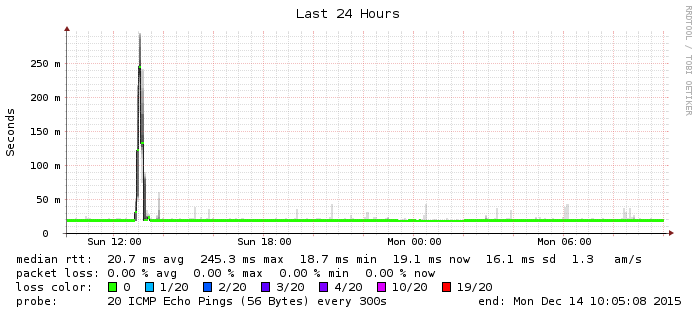 Last 24 Hours
RRDTOOL / TOBI OETIKER
Seconds
250 m
200 m
150 m
100 m
50 m
0
Sun 12:00 Sun 18:00 Mon 00:00 Mon 06:00
median rtt: 20.7 ms avg 245.3 ms max 18.7 ms min 19.1 ms now 16.1 ms sd 1.3 am/s
packet loss: 0.00 % avg 0.00 % max 0.00 % min 0.00 % now
loss color: 0 1/20 2/20 3/20 4/20 10/20 19/20
probe: 20 ICMP Echo Pings (56 Bytes) every 300s end: Mon Dec 14 10:05:08 2015